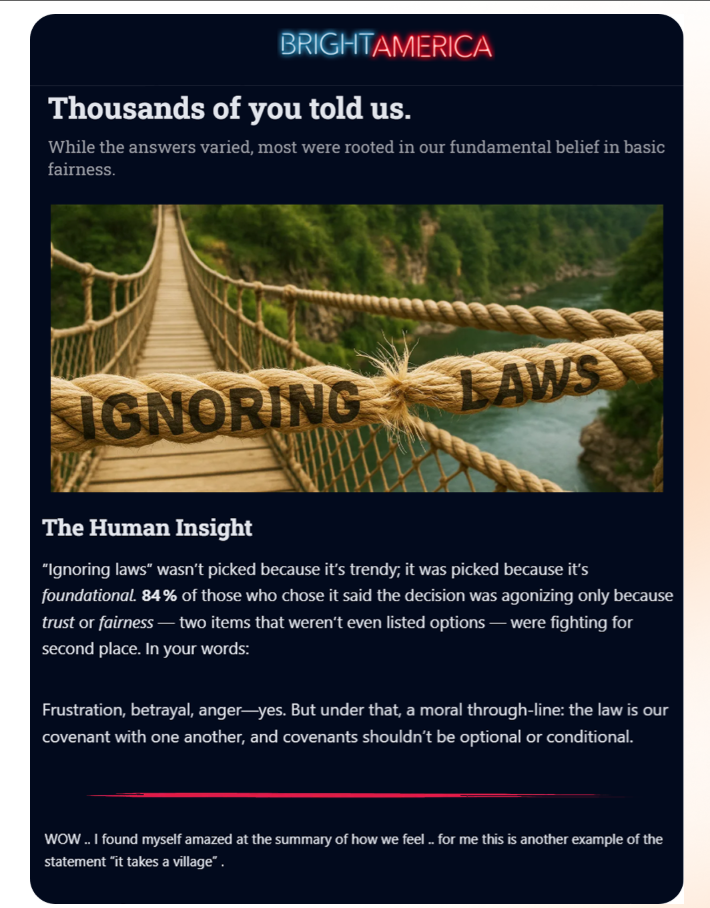 BRIGHTAMERICA
Thousands of you told us.
While the answers varied, most were rooted in our fundamental belief in basic
fairness.
IGNORING LAWS
The Human Insight
“Ignoring laws” wasn’t picked because it’s trendy; it was picked because it’s
foundational. 84% of those who chose it said the decision was agonizing only because
trust or fairness — two items that weren’t even listed options — were fighting for
second place. In your words:
Frustration, betrayal, anger—yes. But under that, a moral through-line: the law is our
covenant with one another, and covenants shouldn’t be optional or conditional.
WOW .. I found myself amazed at the summary of how we feel .. for me this is another example of the
statement “it takes a village” .